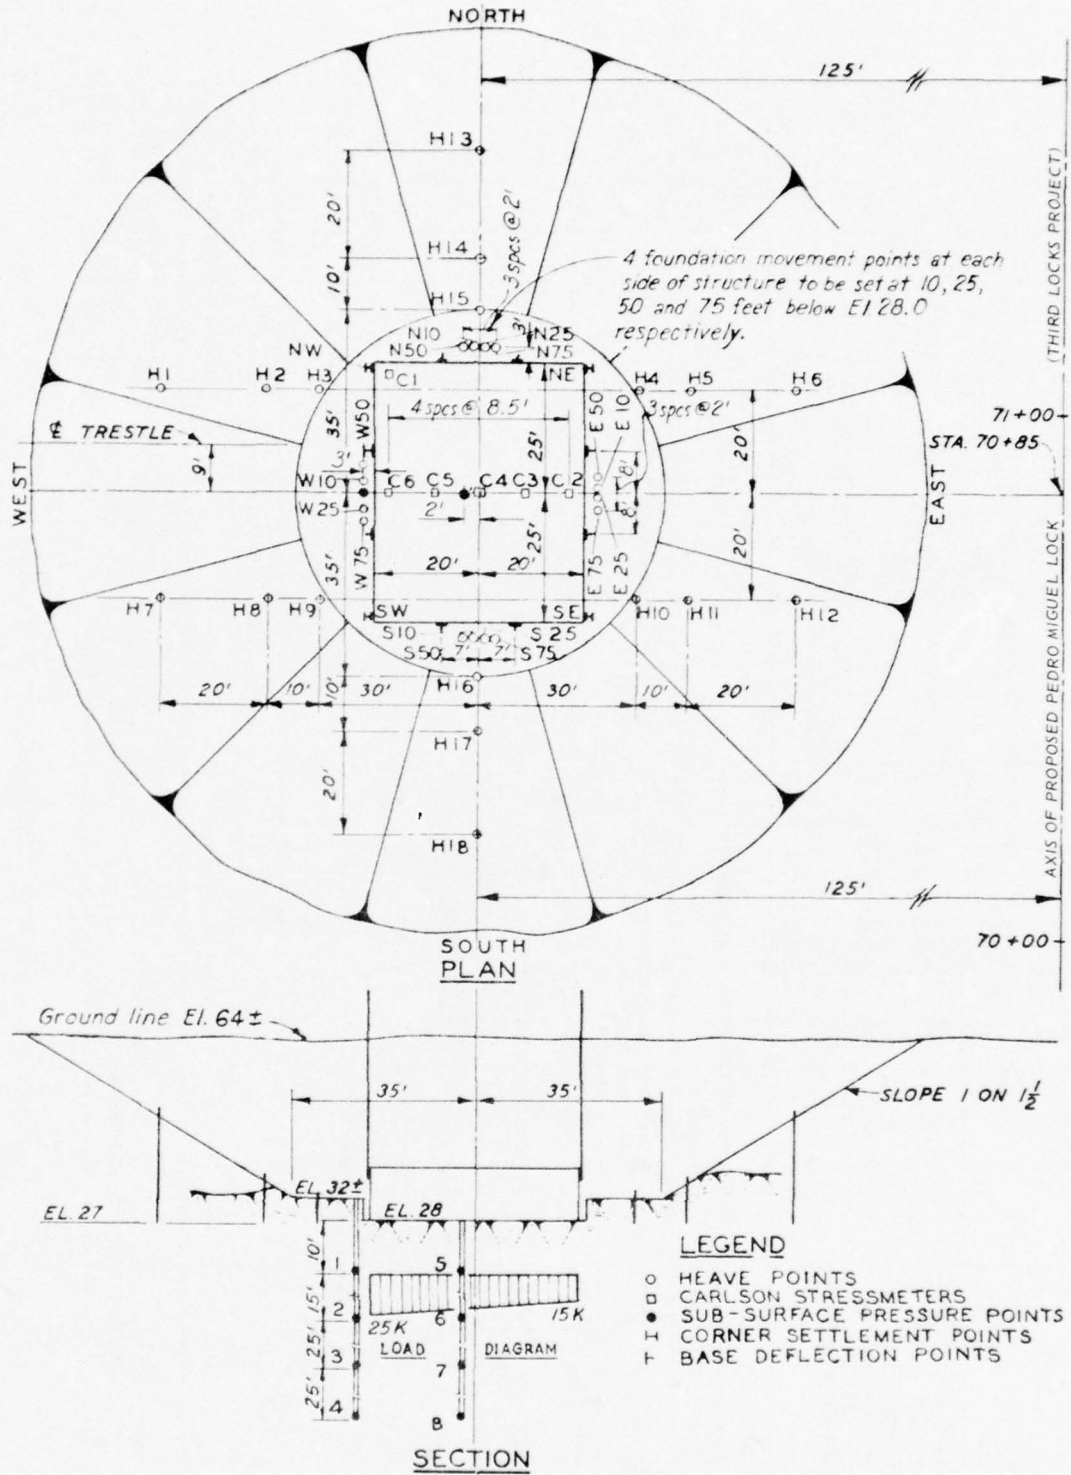 NORTH
125'
H13
20'
3 spcs @ 2'
(THIRD LOCKS PROJECT)
H14
4 foundation movement points at each
side of structure to be set at 10, 25,
50 and 75 feet below El 28.0
respectively.
10'
H15
3'
N10 N25
NW N50 N75
C1 NE
H1 H2 H3 H4 H5 H6
4 spcs @ 8.5' 3 spcs @ 2'
35' W50 25' E50 E10 20'
71+00
℄ TRESTLE
STA. 70+85
9' 3' 8'
WEST W10 C6 C5 C4 C3 C2 EAST
W25 2' 8'
35' W75 25' E75 E25 20'
20' 20'
H7 H8 H9 SW SE H10 H11 H12
S10 S25
S50 7' 7' S75
H16
20' 10' 30' 10' 30' 10' 20'
H17
20'
H18
AXIS OF PROPOSED PEDRO MIGUEL LOCK
125'
70+00
SOUTH
PLAN
Ground line El. 64±
35' 35'
SLOPE 1 ON 1½
EL. 32±
EL. 27 EL. 28
10'
1 5
15'
2 25K 6 15K
25' LOAD DIAGRAM
3 7
25'
4 8
SECTION
LEGEND
HEAVE POINTS
CARLSON STRESSMETERS
SUB-SURFACE PRESSURE POINTS
CORNER SETTLEMENT POINTS
BASE DEFLECTION POINTS